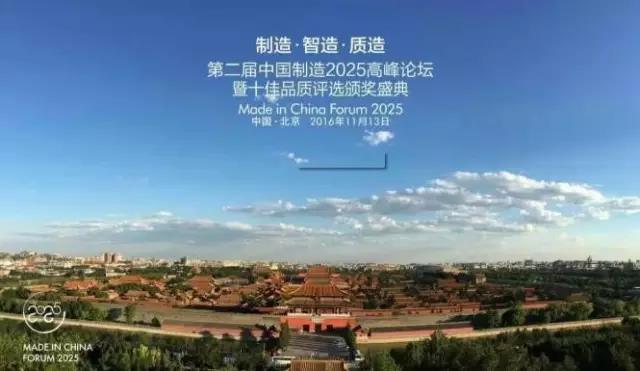 制造·智造·质造
第二届中国制造2025高峰论坛
暨十佳品质评选颁奖盛典
Made in China Forum 2025
中国·北京 2016年11月13日
2025
MADE IN CHINA
FORUM 2025